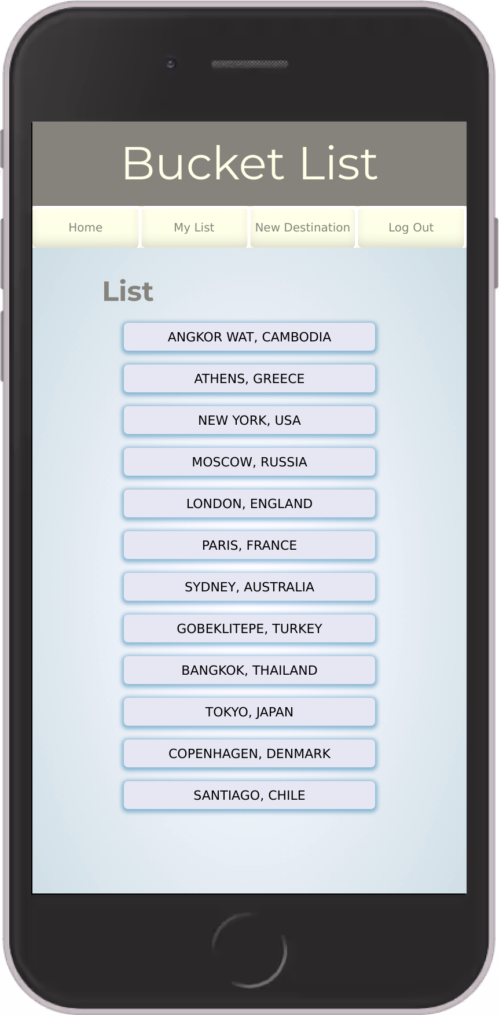 Bucket List
Home My List New Destination Log Out
List
ANGKOR WAT, CAMBODIA
ATHENS, GREECE
NEW YORK, USA
MOSCOW, RUSSIA
LONDON, ENGLAND
PARIS, FRANCE
SYDNEY, AUSTRALIA
GOBEKLITEPE, TURKEY
BANGKOK, THAILAND
TOKYO, JAPAN
COPENHAGEN, DENMARK
SANTIAGO, CHILE